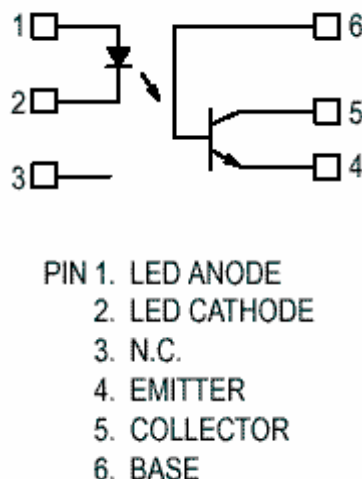 1 6
2 5
3 4
PIN 1. LED ANODE
2. LED CATHODE
3. N.C.
4. EMITTER
5. COLLECTOR
6. BASE